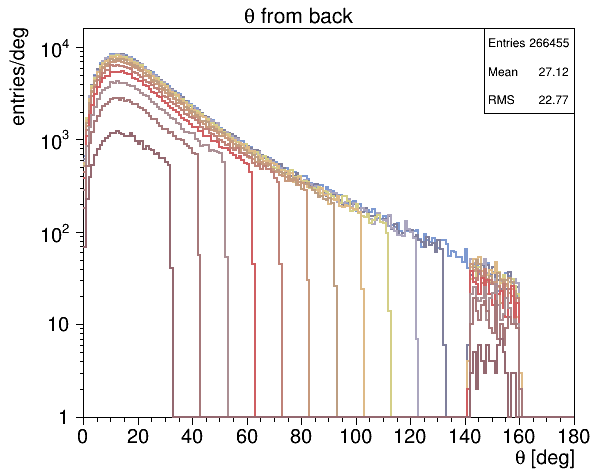 θ from back
entries/deg
Entries 266455
Mean 27.12
RMS 22.77
10⁴
10³
10²
10
1
0 20 40 60 80 100 120 140 160 180
θ [deg]